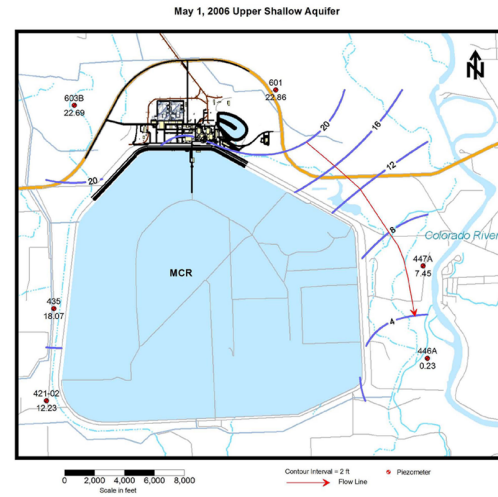 May 1, 2006 Upper Shallow Aquifer
N
601
22.86
603B
22.69
20
16
12
20
8
Colorado River
447A
7.45
MCR
435
18.07
4
446A
0.23
421-02
12.23
0 2,000 4,000 6,000 8,000
Scale in feet
Contour Interval = 2 ft
Flow Line
Piezometer